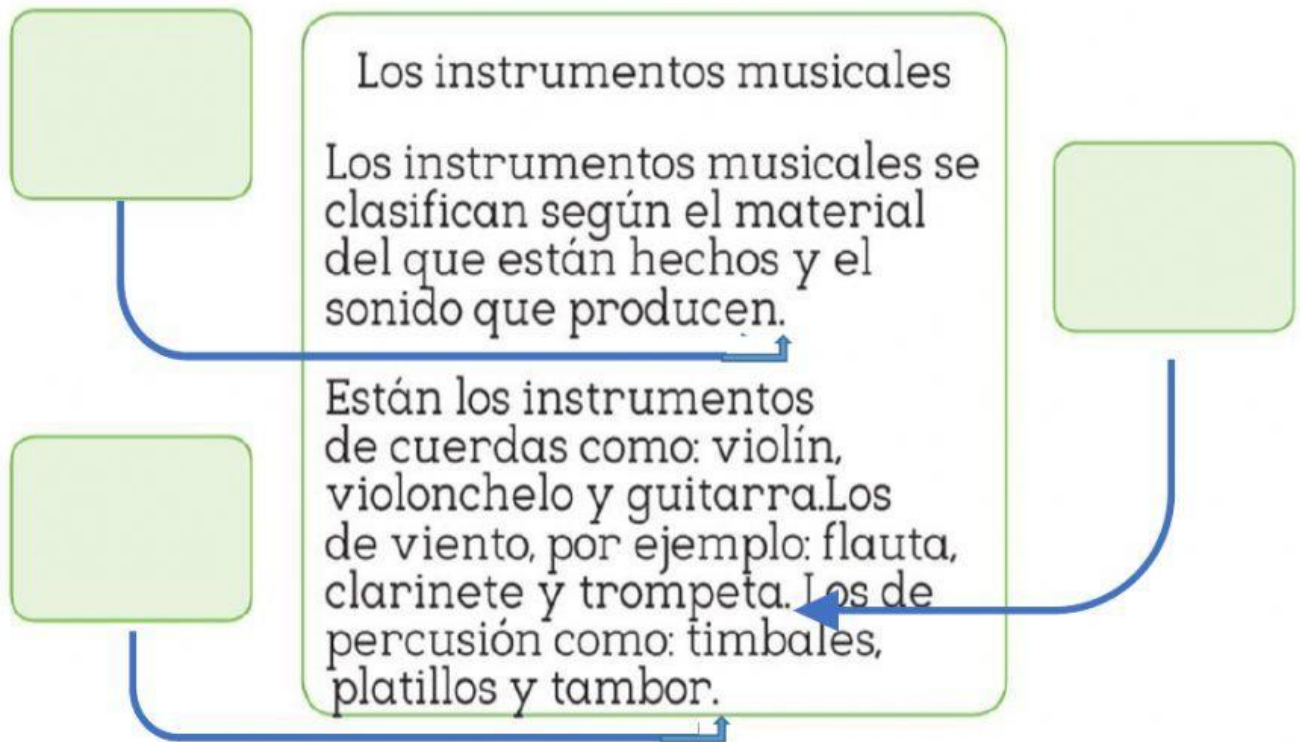 Los instrumentos musicales
Los instrumentos musicales se
clasifican según el material
del que están hechos y el
sonido que producen.
Están los instrumentos
de cuerdas como: violín,
violonchelo y guitarra.Los
de viento, por ejemplo: flauta,
clarinete y trompeta. Los de
percusión como: timbales,
platillos y tambor.